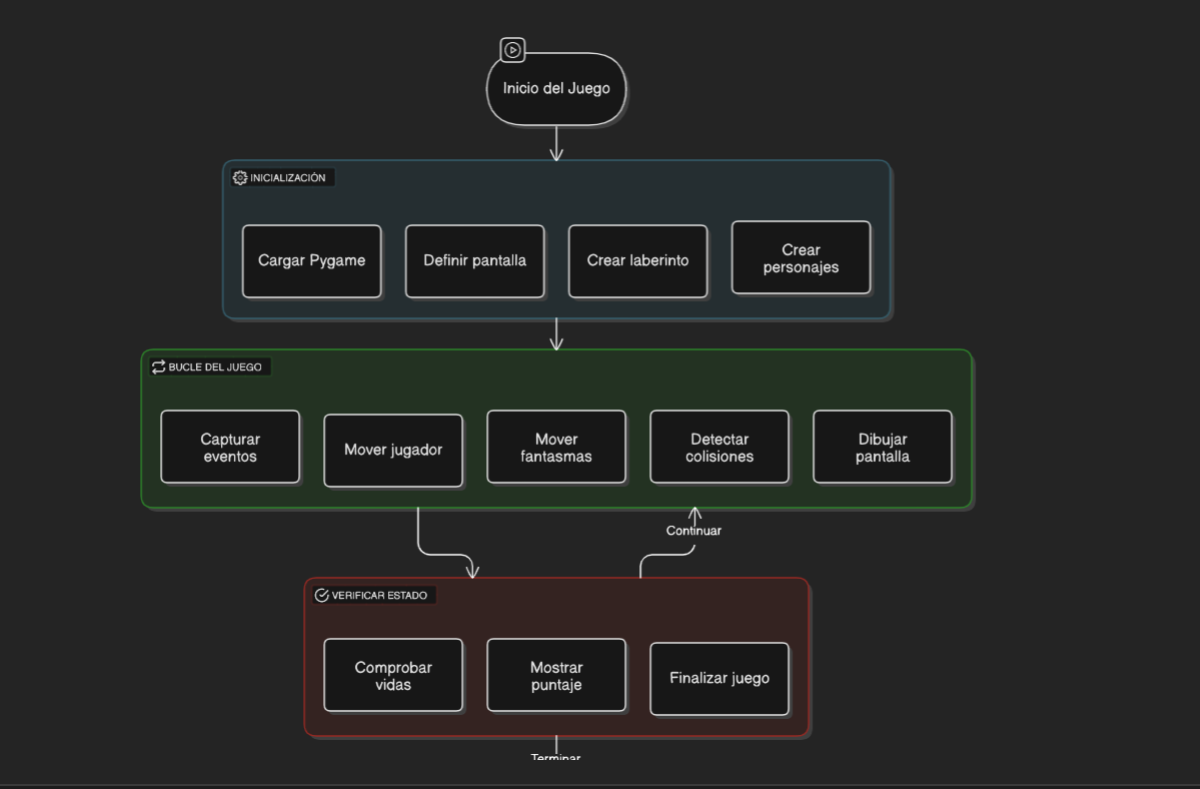 Inicio del Juego
INICIALIZACIÓN
Cargar Pygame
Definir pantalla
Crear laberinto
Crear
personajes
BUCLE DEL JUEGO
Capturar
eventos
Mover jugador
Mover
fantasmas
Detectar
colisiones
Dibujar
pantalla
Continuar
VERIFICAR ESTADO
Comprobar
vidas
Mostrar
puntaje
Finalizar juego
Terminar